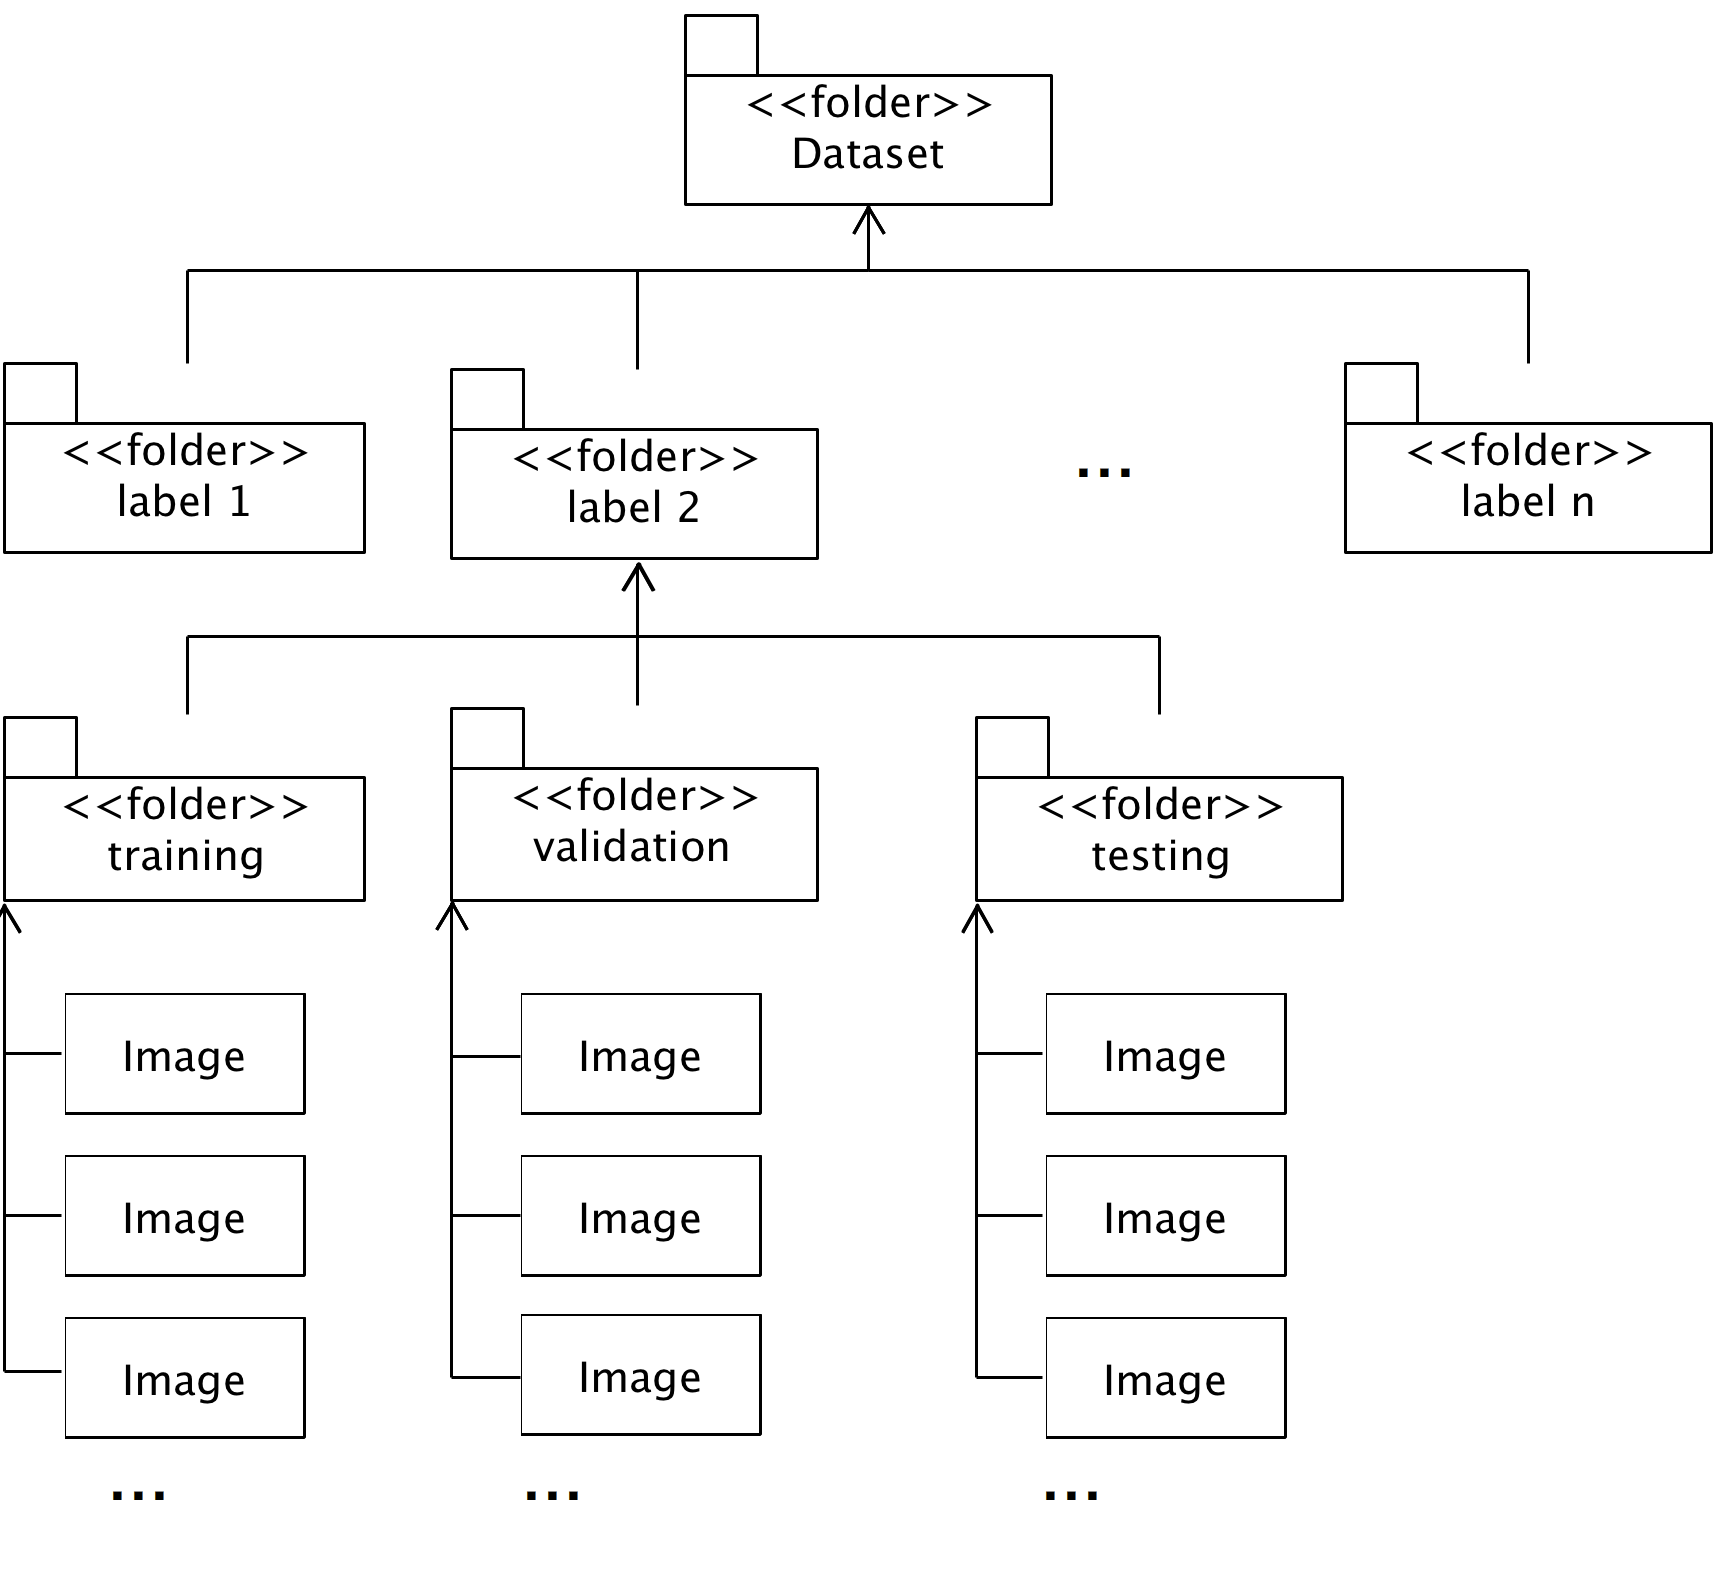 <<folder>>
Dataset
<<folder>>
label 1
<<folder>>
label 2
...
<<folder>>
label n
<<folder>>
training
<<folder>>
validation
<<folder>>
testing
Image
Image
Image
Image
Image
Image
Image
Image
Image
...
...
...